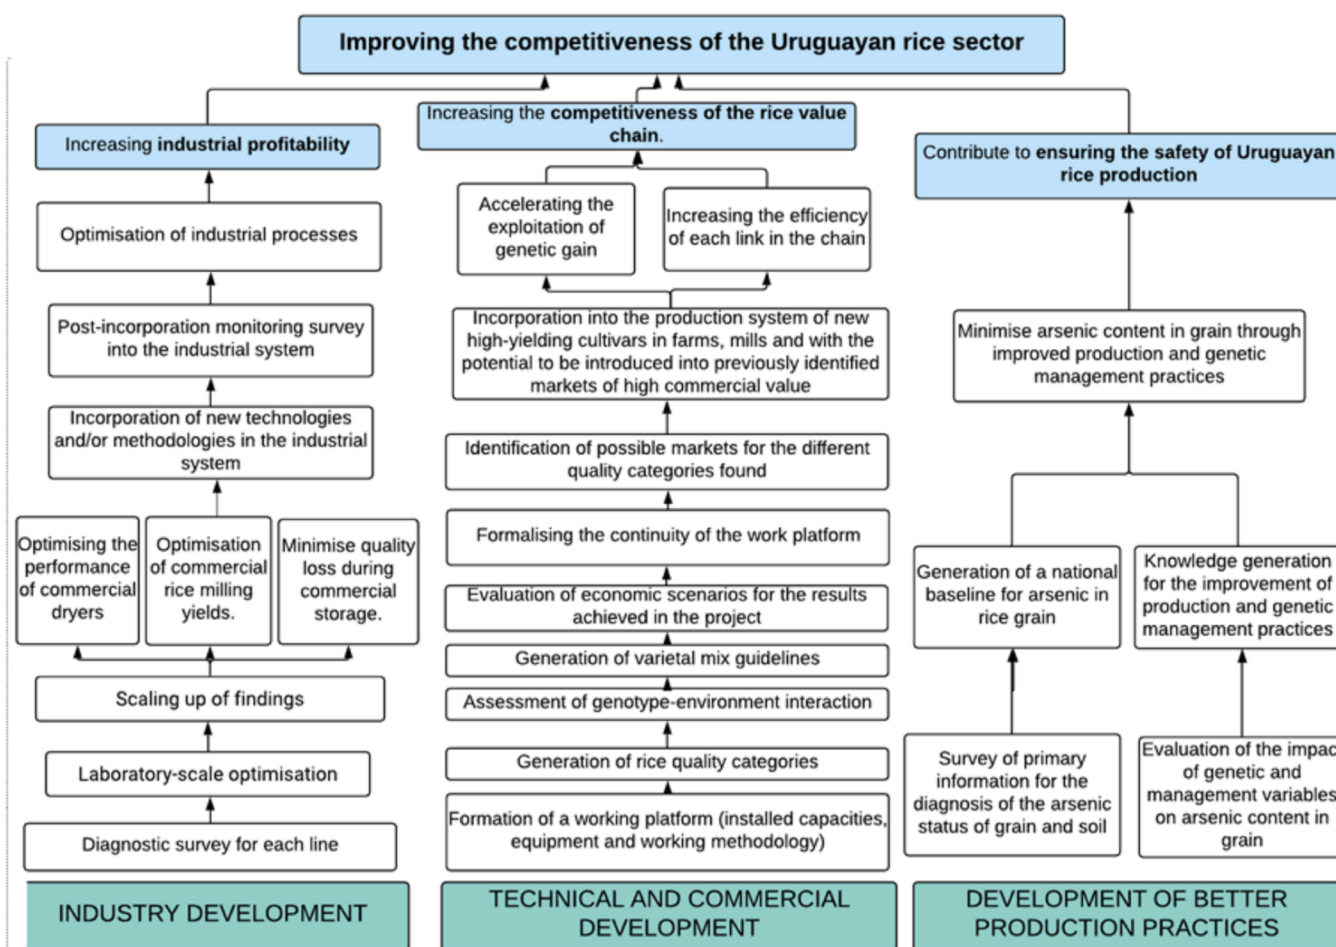 Improving the competitiveness of the Uruguayan rice sector
Increasing industrial profitability
Optimisation of industrial processes
Post-incorporation monitoring survey
into the industrial system
Incorporation of new technologies
and/or methodologies in the industrial
system
Optimising the
performance
of commercial
dryers
Optimisation
of commercial
rice milling
yields.
Minimise quality
loss during
commercial
storage.
Scaling up of findings
Laboratory-scale optimisation
Diagnostic survey for each line
INDUSTRY DEVELOPMENT
Increasing the competitiveness of the rice value
chain.
Accelerating the
exploitation of
genetic gain
Increasing the efficiency
of each link in the chain
Incorporation into the production system of new
high-yielding cultivars in farms, mills and with the
potential to be introduced into previously identified
markets of high commercial value
Identification of possible markets for the different
quality categories found
Formalising the continuity of the work platform
Evaluation of economic scenarios for the results
achieved in the project
Generation of varietal mix guidelines
Assessment of genotype-environment interaction
Generation of rice quality categories
Formation of a working platform (installed capacities,
equipment and working methodology)
TECHNICAL AND COMMERCIAL
DEVELOPMENT
Contribute to ensuring the safety of Uruguayan
rice production
Minimise arsenic content in grain through
improved production and genetic
management practices
Generation of a national
baseline for arsenic in
rice grain
Knowledge generation
for the improvement of
production and genetic
management practices
Survey of primary
information for the
diagnosis of the arsenic
status of grain and soil
Evaluation of the impact
of genetic and
management variables
on arsenic content in
grain
DEVELOPMENT OF BETTER
PRODUCTION PRACTICES